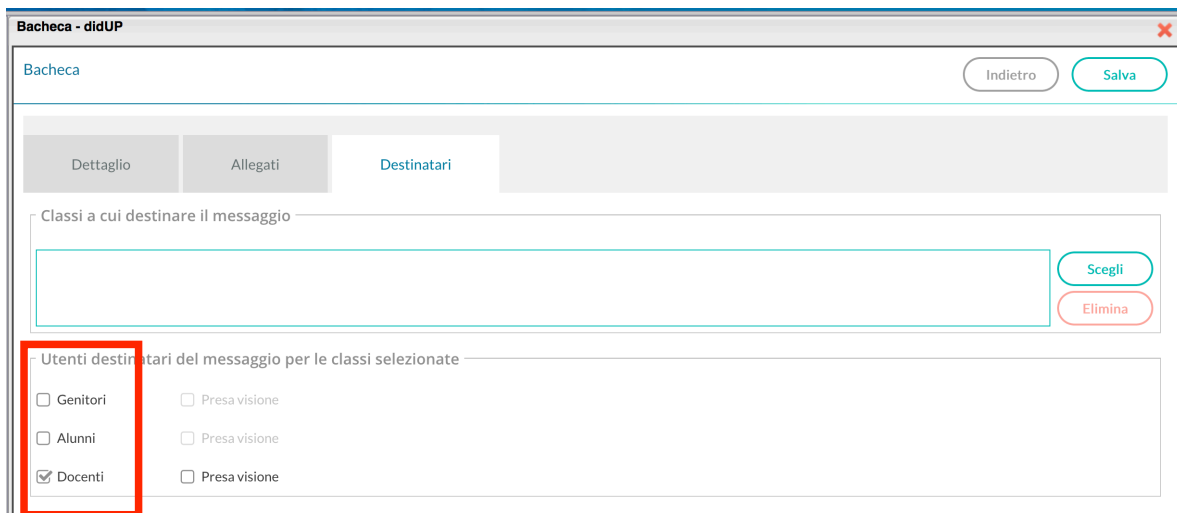 Bacheca - didUP
Bacheca
Indietro
Salva
Dettaglio
Allegati
Destinatari
Classi a cui destinare il messaggio
Scegli
Elimina
Utenti destinatari del messaggio per le classi selezionate
Genitori
Presa visione
Alunni
Presa visione
Docenti
Presa visione